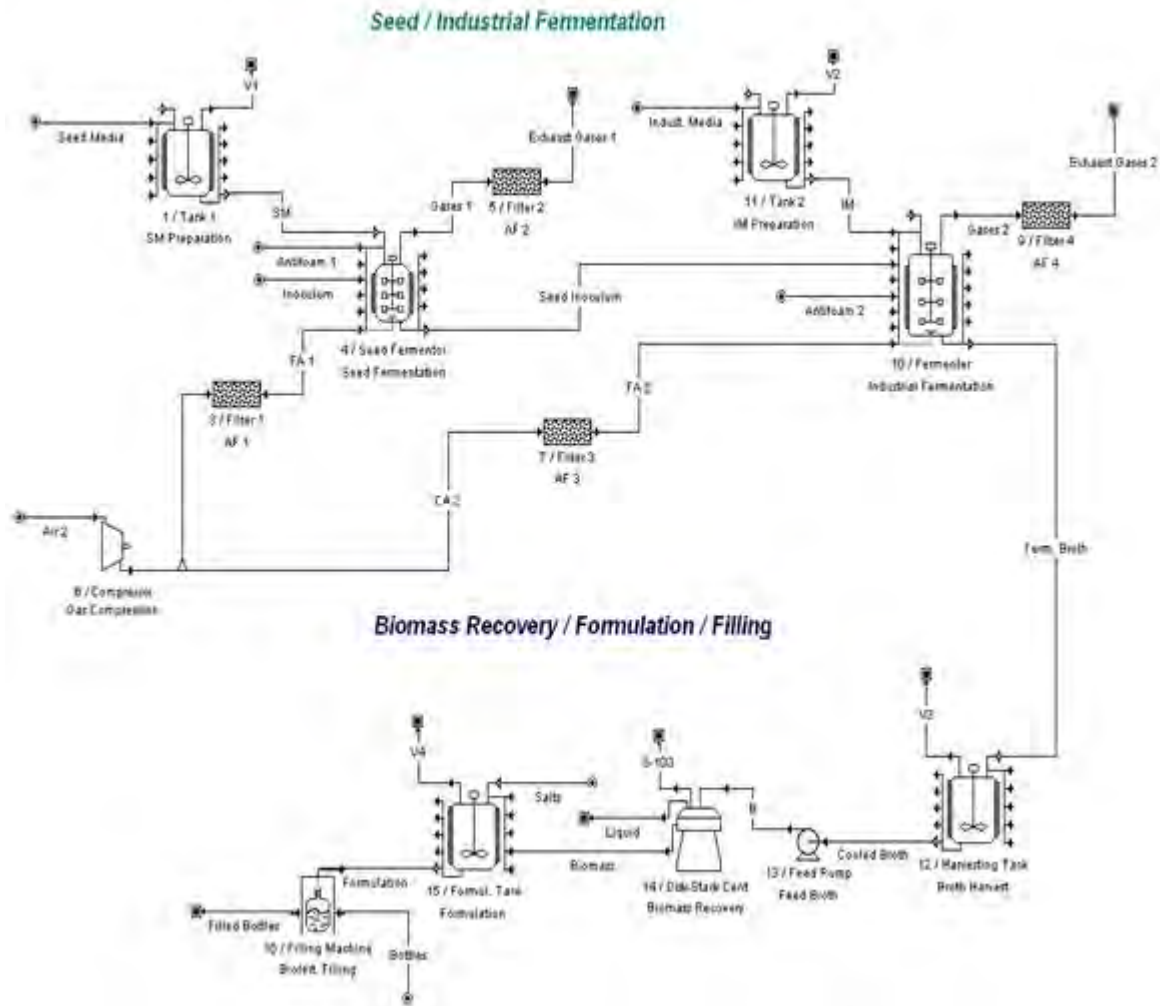 Seed / Industrial Fermentation
V1
V2
Seed Media
Exhaust Gases 1
Indust. Media
Exhaust Gases 2
SM
Gases 1
5 / Filter 2
AF 2
IM
Gases 2
9 / Filter 4
AF 4
1 / Tank 1
SM Preparation
11 / Tank 2
IM Preparation
Antifoam 1
Inoculum
Seed Inoculum
Antifoam 2
4 / Seed Fermentor
Seed Fermentation
10 / Fermenter
Industrial Fermentation
FA 1
FA 2
3 / Filter 1
AF 1
7 / Filter 3
AF 3
CA 2
Air 2
Ferm. Broth
Gas Compression
Biomass Recovery / Formulation / Filling
V3
V4
S-103
Salts
Liquid
Biomass
Cooled Broth
12 / Harvesting Tank
Broth Harvest
13 / Feed Pump
Feed Broth
14 / Disk-Stack Cent
Biomass Recovery
15 / Formul. Tank
Formulation
Formulation
Filled Bottles
Filling Machine
Bottles